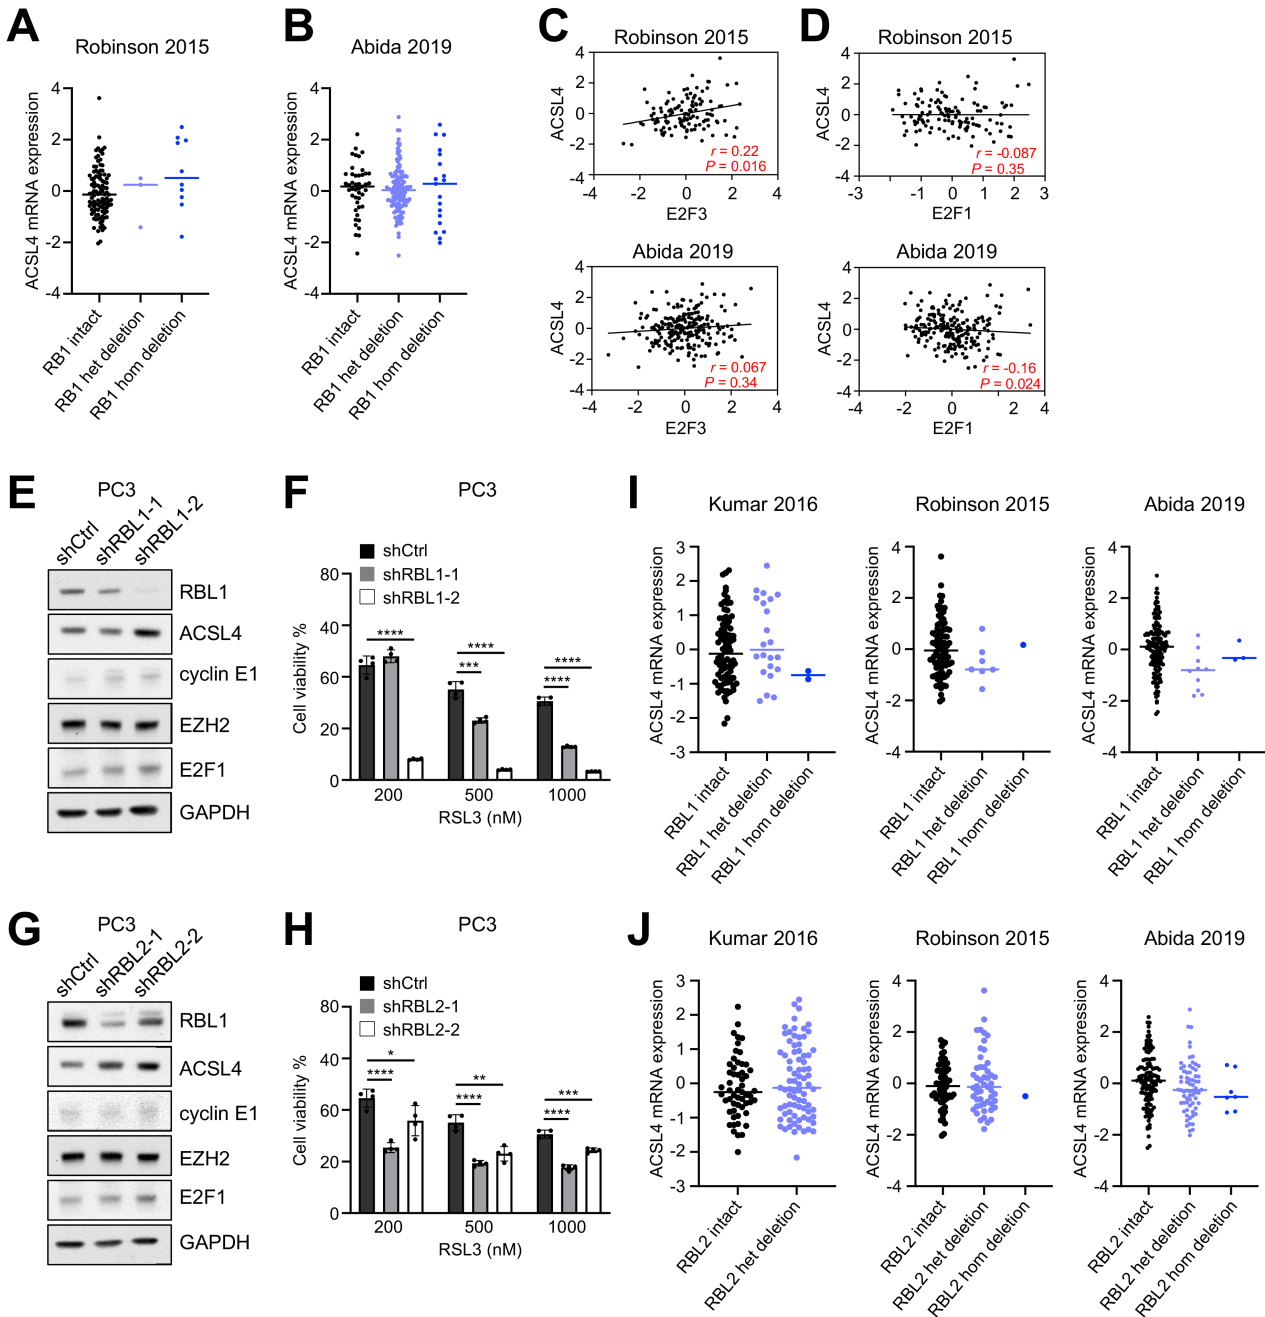 A
Robinson 2015
ACSL4 mRNA expression
4
2
0
-2
-4
RB1 intact
RB1 het deletion
RB1 hom deletion
B
Abida 2019
ACSL4 mRNA expression
4
2
0
-2
-4
RB1 intact
RB1 het deletion
RB1 hom deletion
C
Robinson 2015
ACSL4
4
2
0
-2
-4
r = 0.22
P = 0.016
-4 -2 0 2 4
E2F3
Abida 2019
ACSL4
4
2
0
-2
-4
r = 0.067
P = 0.34
-4 -2 0 2 4
E2F3
D
Robinson 2015
ACSL4
4
2
0
-2
-4
r = -0.087
P = 0.35
-3 -1 0 1 2 3
E2F1
Abida 2019
ACSL4
4
2
0
-2
-4
r = -0.16
P = 0.024
-4 -2 0 2 4
E2F1
E
PC3
shCtrl
shRBL1-1
shRBL1-2
RBL1
ACSL4
cyclin E1
EZH2
E2F1
GAPDH
F
PC3
shCtrl
shRBL1-1
shRBL1-2
Cell viability %
80
40
60
20
0
****
**** ***
**** ****
200 500 1000
RSL3 (nM)
G
PC3
shCtrl
shRBL2-1
shRBL2-2
RBL1
ACSL4
cyclin E1
EZH2
E2F1
GAPDH
H
PC3
shCtrl
shRBL2-1
shRBL2-2
Cell viability %
80
40
60
20
0
* ****
** ****
*** ****
200 500 1000
RSL3 (nM)
I
Kumar 2016
ACSL4 mRNA expression
3
2
1
0
-1
-2
-3
RBL1 intact
RBL1 het deletion
RBL1 hom deletion
Robinson 2015
ACSL4 mRNA expression
4
2
0
-2
-4
RBL1 intact
RBL1 het deletion
RBL1 hom deletion
Abida 2019
ACSL4 mRNA expression
4
2
0
-2
-4
RBL1 intact
RBL1 het deletion
RBL1 hom deletion
J
Kumar 2016
ACSL4 mRNA expression
3
2
1
0
-1
-2
-3
RBL2 intact
RBL2 het deletion
Robinson 2015
ACSL4 mRNA expression
4
2
0
-2
-4
RBL2 intact
RBL2 het deletion
RBL2 hom deletion
Abida 2019
ACSL4 mRNA expression
4
2
0
-2
-4
RBL2 intact
RBL2 het deletion
RBL2 hom deletion